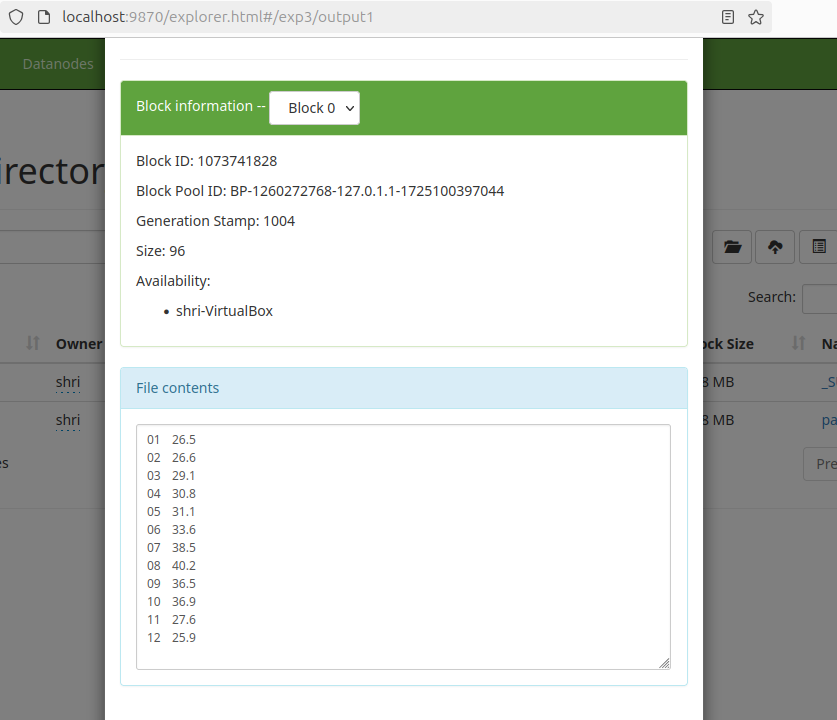 localhost:9870/explorer.html#/exp3/output1
Datanodes
Block information -- Block 0
Block ID: 1073741828
irector
Block Pool ID: BP-1260272768-127.0.1.1-1725100397044
Generation Stamp: 1004
Size: 96
Availability:
Search:
• shri-VirtualBox
Owner
ock Size
Na
shri
8 MB
_S
File contents
shri
8 MB
pa
01 26.5
02 26.6
es
Pre
03 29.1
04 30.8
05 31.1
06 33.6
07 38.5
08 40.2
09 36.5
10 36.9
11 27.6
12 25.9